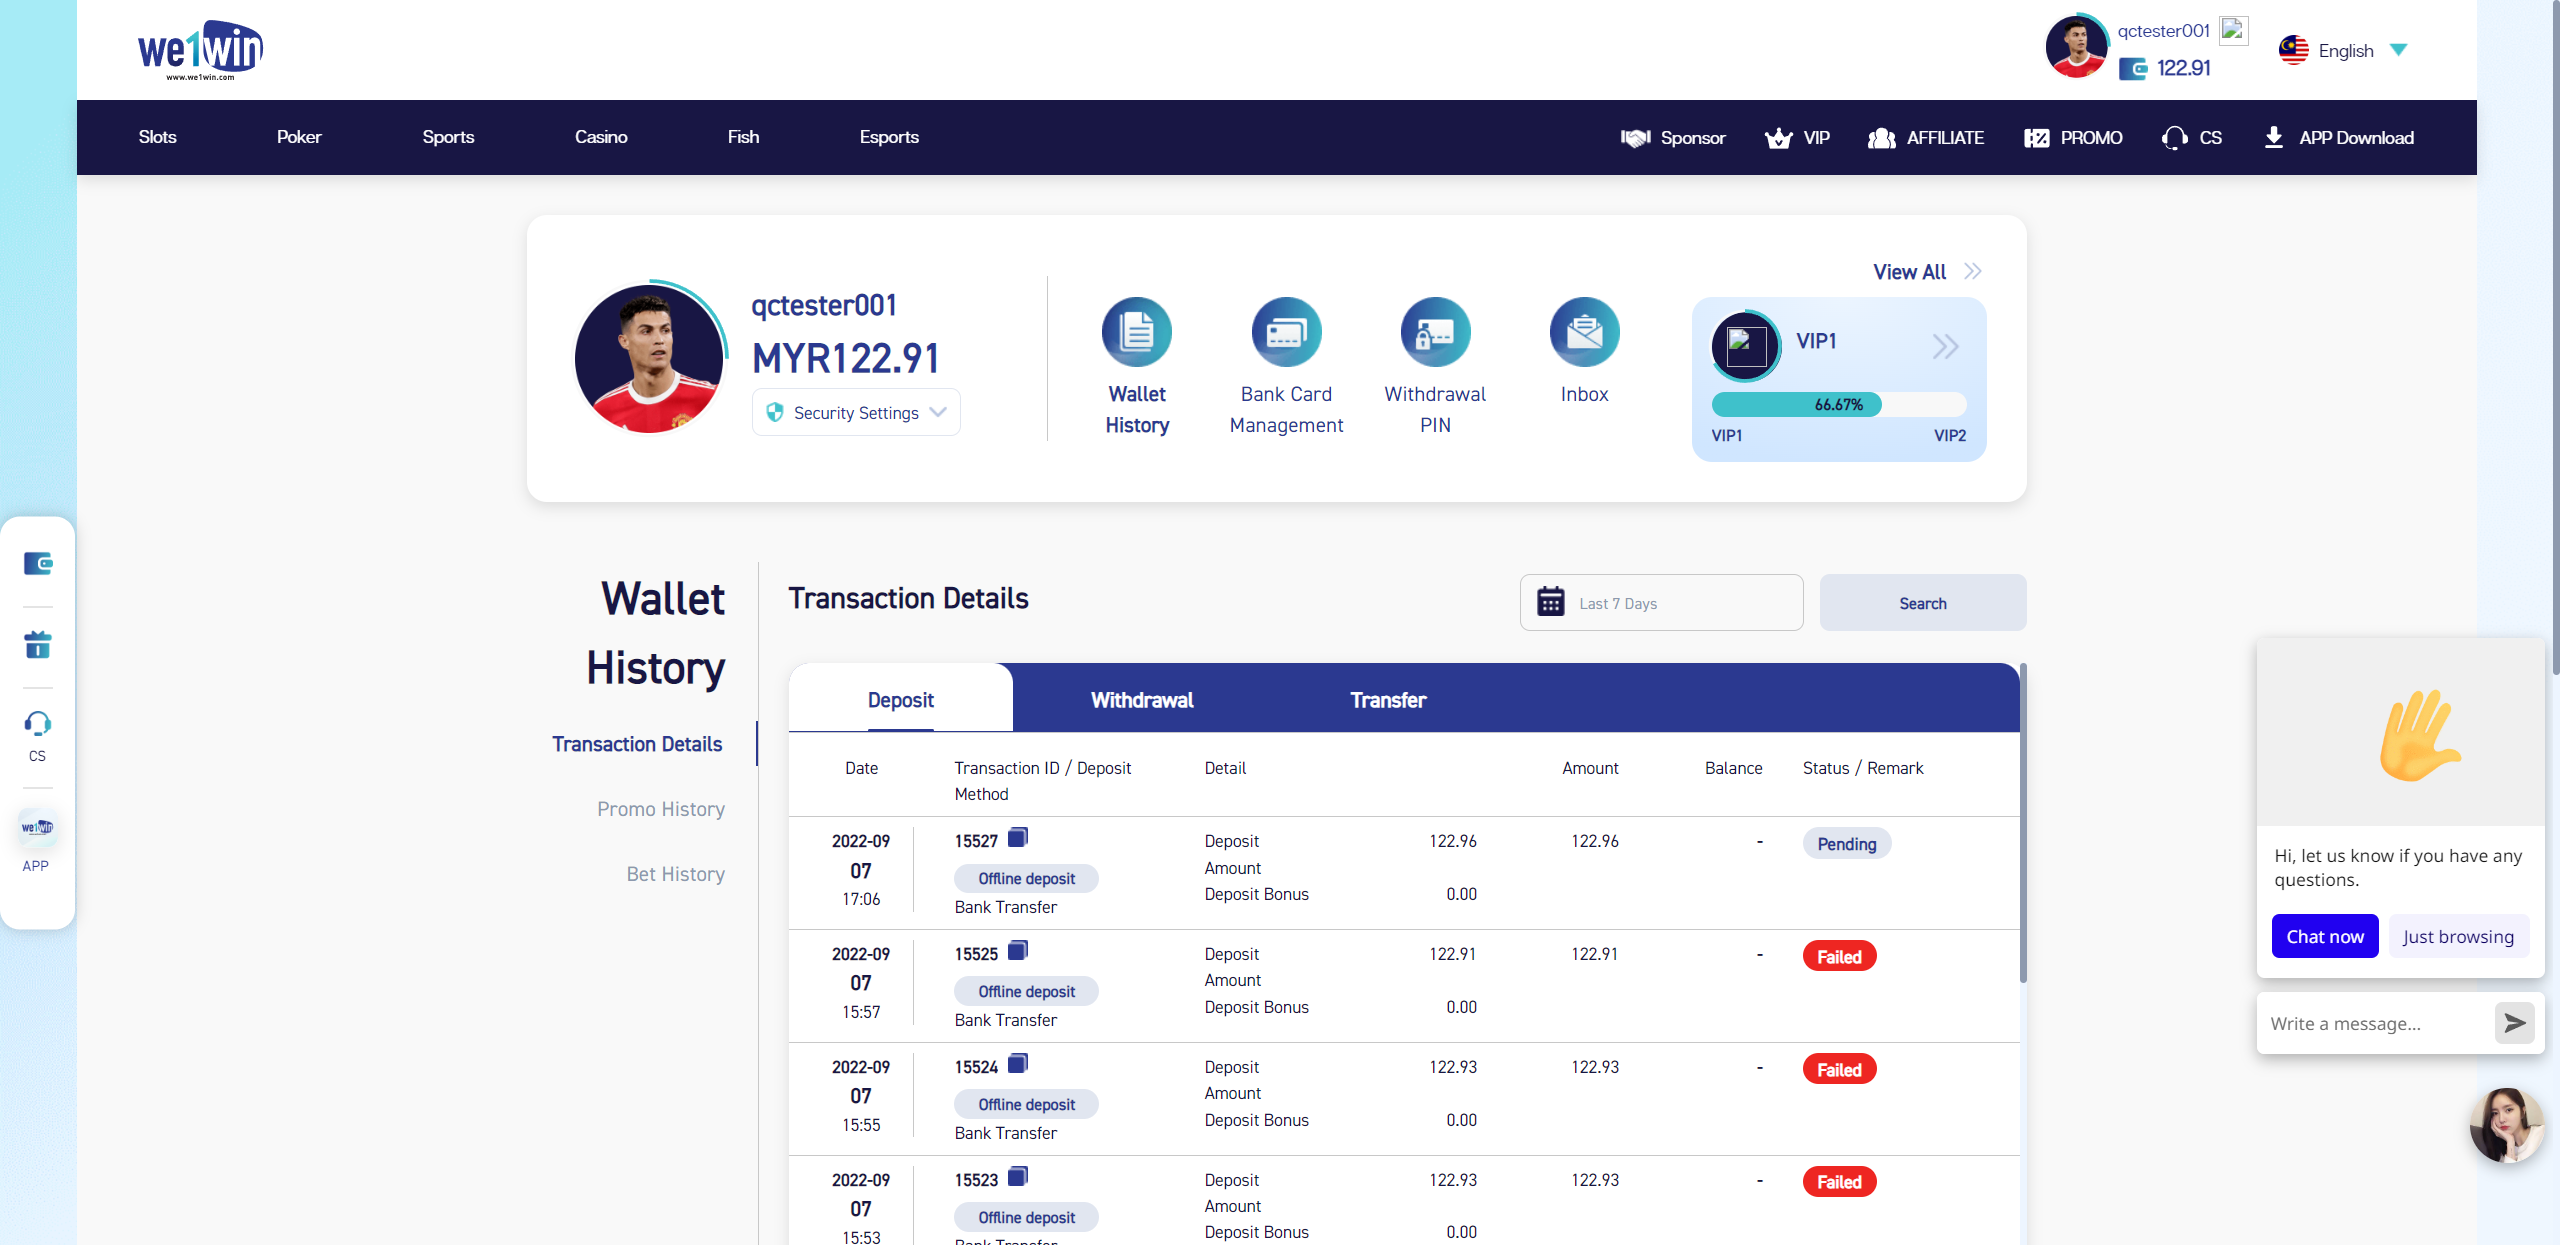 we1win
www.we1win.com
qctester001
122.91
English
Slots
Poker
Sports
Casino
Fish
Esports
Sponsor
VIP
AFFILIATE
PROMO
CS
APP Download
qctester001
MYR122.91
Security Settings
Wallet
History
Bank Card
Management
Withdrawal
PIN
Inbox
View All
VIP1
66.67%
VIP1
VIP2
CS
we1win
APP
Wallet
History
Transaction Details
Promo History
Bet History
Transaction Details
Last 7 Days
Search
Deposit
Withdrawal
Transfer
Date
Transaction ID / Deposit
Method
Detail
Amount
Balance
Status / Remark
2022-09
07
17:06
15527
Offline deposit
Bank Transfer
Deposit
Amount
Deposit Bonus
122.96
0.00
122.96
-
Pending
2022-09
07
15:57
15525
Offline deposit
Bank Transfer
Deposit
Amount
Deposit Bonus
122.91
0.00
122.91
-
Failed
2022-09
07
15:55
15524
Offline deposit
Bank Transfer
Deposit
Amount
Deposit Bonus
122.93
0.00
122.93
-
Failed
2022-09
07
15:53
15523
Offline deposit
Bank Transfer
Deposit
Amount
Deposit Bonus
122.93
0.00
122.93
-
Failed
Hi, let us know if you have any
questions.
Chat now
Just browsing
Write a message...